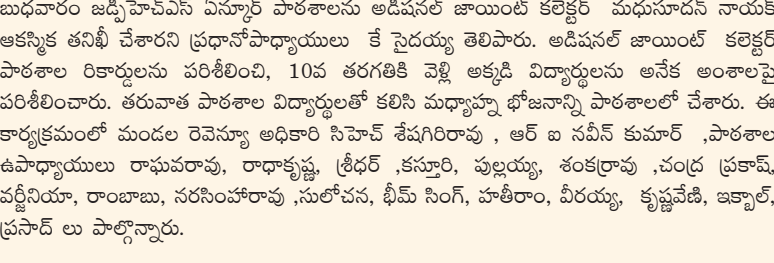 బుధవారం జడ్పిహెచ్ఎస్ ఏన్కూర్ పాఠశాలను అడిషనల్ జాయింట్ కలెక్టర్  మధుసూదన్ నాయక్
ఆకస్మిక తనిఖీ చేశారని ప్రధానోపాధ్యాయులు  కే సైదయ్య తెలిపారు. అడిషనల్ జాయింట్  కలెక్టర్
పాఠశాల రికార్డులను పరిశీలించి, 10వ తరగతికి వెళ్లి అక్కడి విద్యార్థులను అనేక అంశాలపై
పరిశీలించారు. తరువాత పాఠశాల విద్యార్థులతో కలిసి మధ్యాహ్న భోజనాన్ని పాఠశాలలో చేశారు. ఈ
కార్యక్రమంలో మండల రెవెన్యూ అధికారి సిహెచ్ శేషగిరిరావు , ఆర్ ఐ నవీన్ కుమార్  ,పాఠశాల
ఉపాధ్యాయులు రాఘవరావు, రాధాకృష్ణ, శ్రీధర్ ,కస్తూరి, పుల్లయ్య, శంకర్రావు ,చంద్ర ప్రకాష్,
వర్జీనియా, రాంబాబు, నరసింహారావు ,సులోచన, భీమ్ సింగ్, హతీరాం, వీరయ్య,  కృష్ణవేణి, ఇక్బాల్,
ప్రసాద్ లు పాల్గొన్నారు.